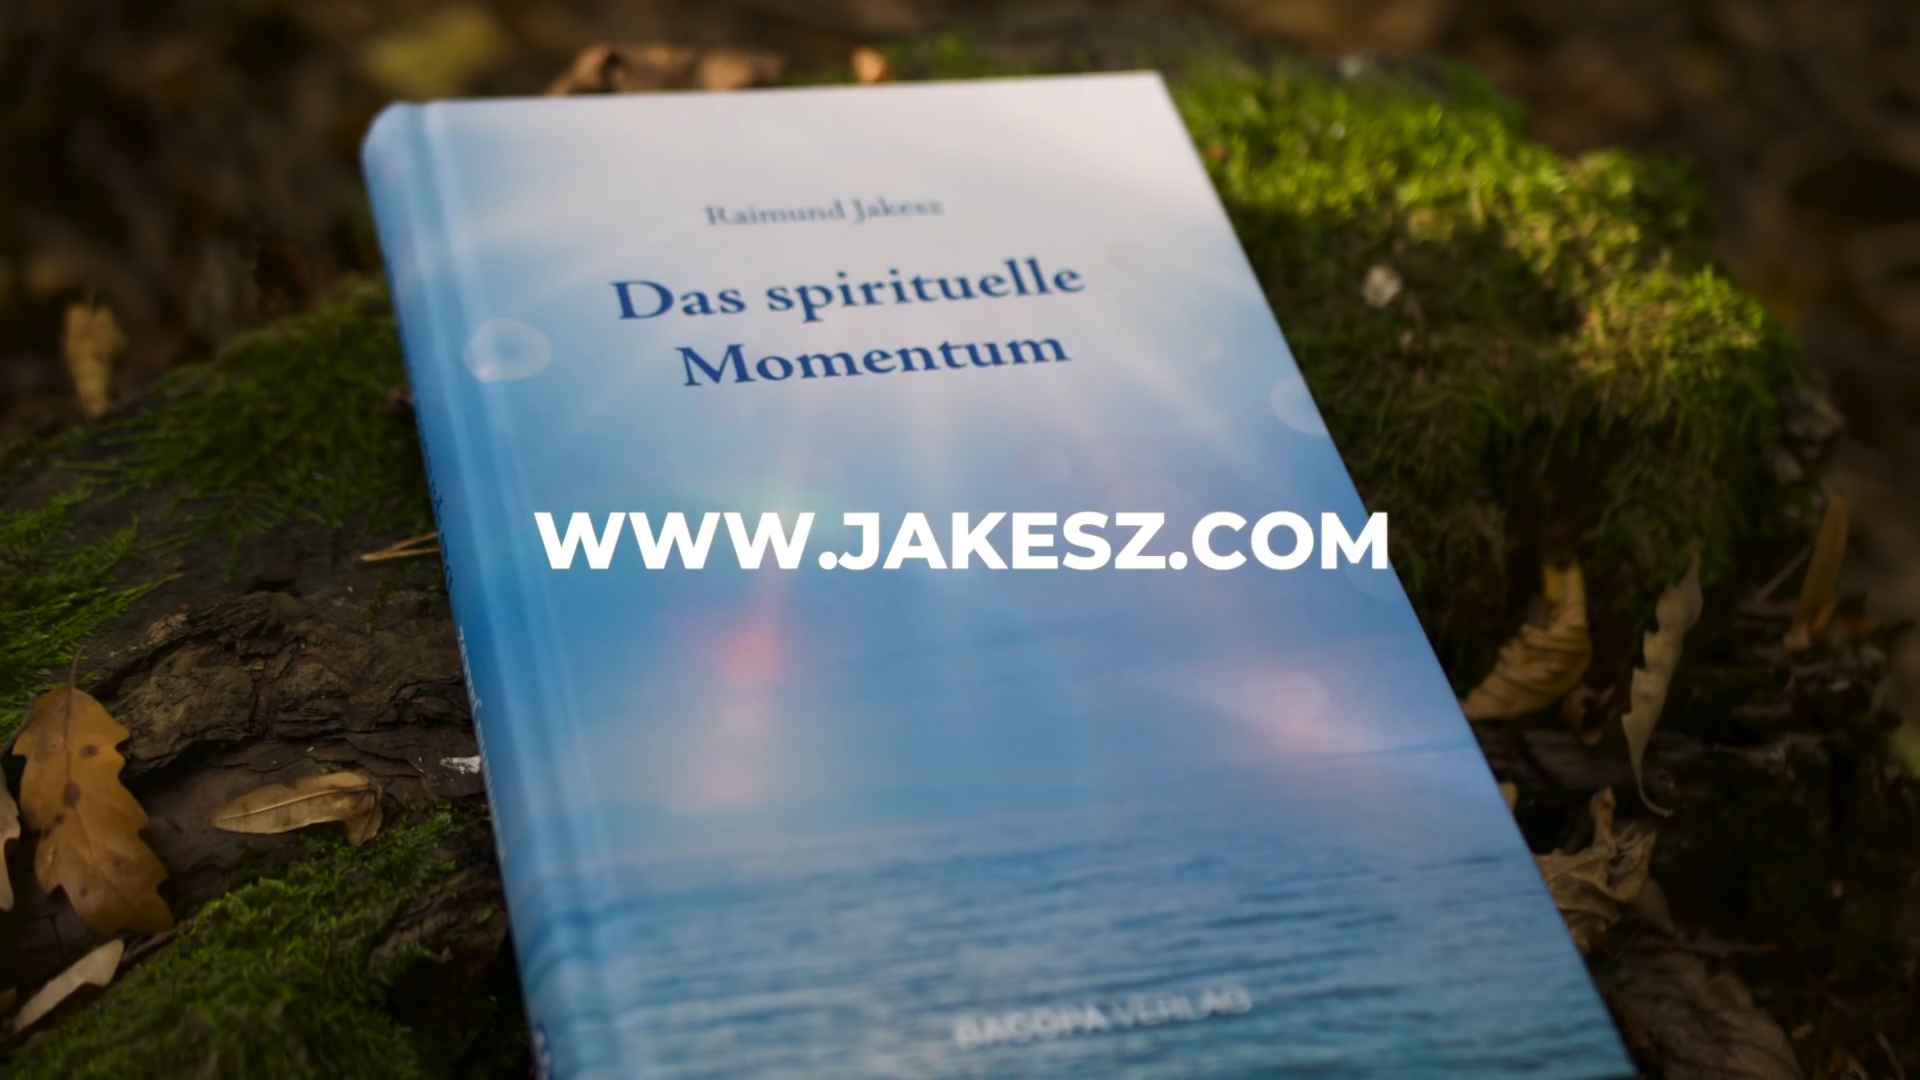 Raimund Jakesz
Das spirituelle
Momentum
WWW.JAKESZ.COM
BACOPA VERLAG